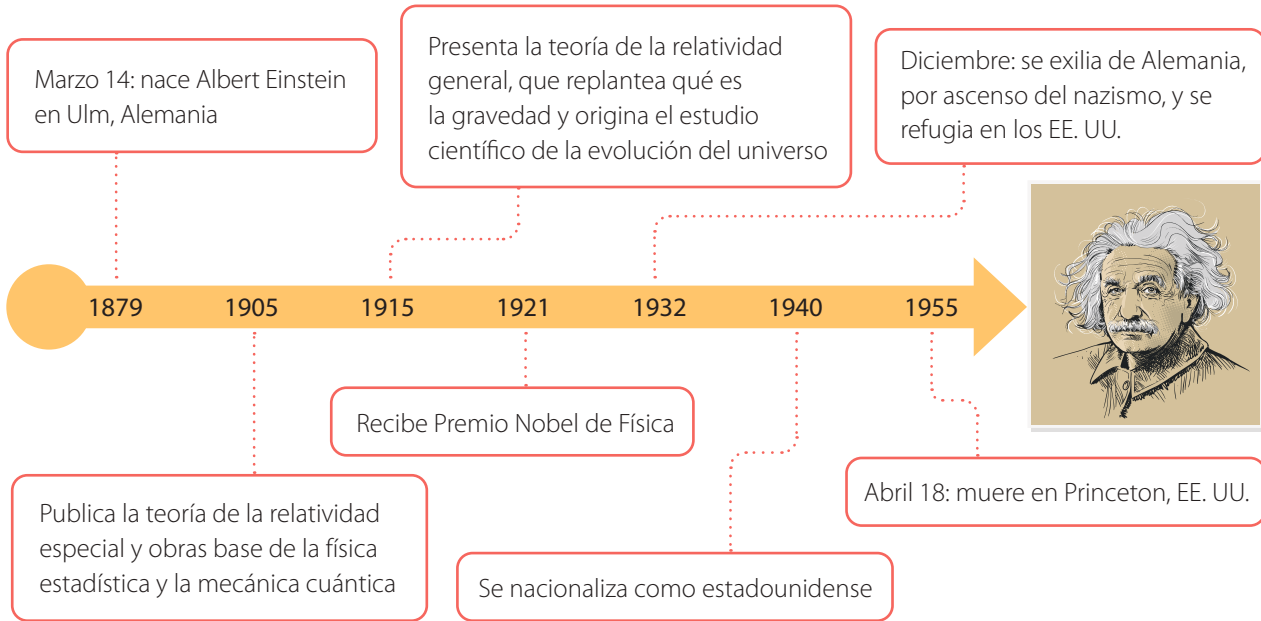 Marzo 14: nace Albert Einstein
en Ulm, Alemania
Presenta la teoría de la relatividad
general, que replantea qué es
la gravedad y origina el estudio
científico de la evolución del universo
Diciembre: se exilia de Alemania,
por ascenso del nazismo, y se
refugia en los EE. UU.
1879 1905 1915 1921 1932 1940 1955
Recibe Premio Nobel de Física
Publica la teoría de la relatividad
especial y obras base de la física
estadística y la mecánica cuántica
Se nacionaliza como estadounidense
Abril 18: muere en Princeton, EE. UU.